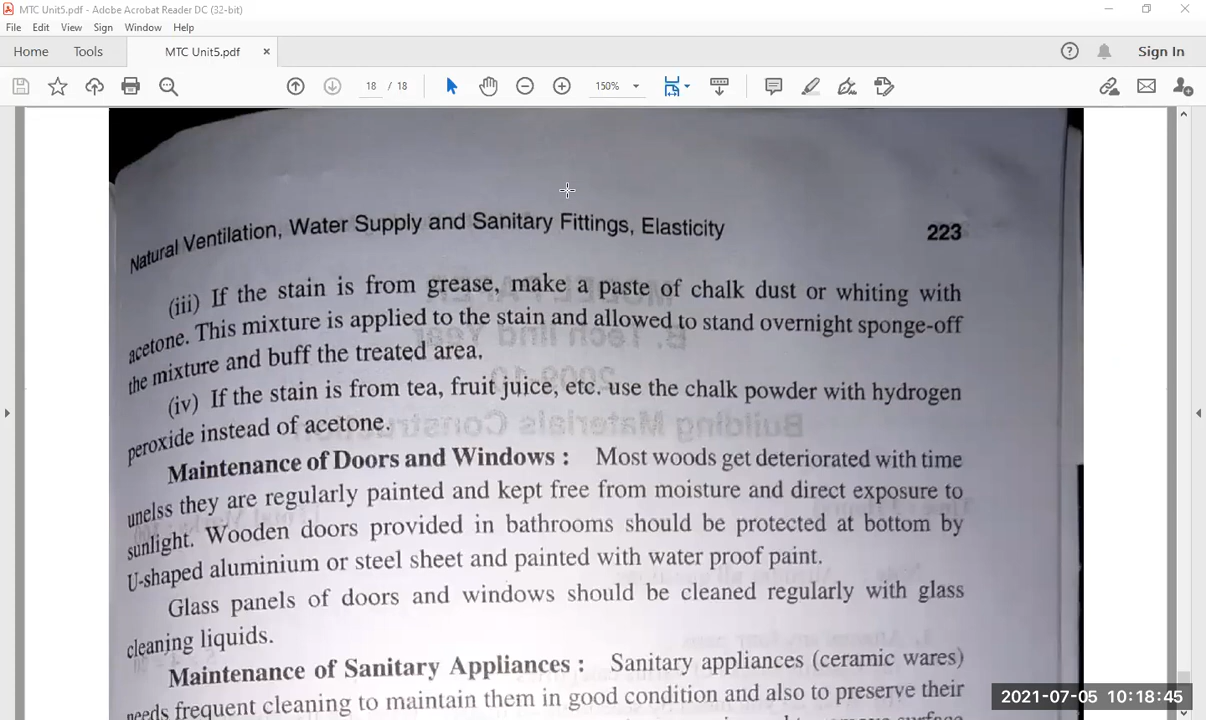 MTC Unit5.pdf - Adobe Acrobat Reader DC (32-bit)
File Edit View Sign Window Help
Home Tools MTC Unit5.pdf × Sign In
18 / 18 150%
Natural Ventilation, Water Supply and Sanitary Fittings, Elasticity 223
(iii) If the stain is from grease, make a paste of chalk dust or whiting with
acetone. This mixture is applied to the stain and allowed to stand overnight sponge-off
the mixture and buff the treated area.
(iv) If the stain is from tea, fruit juice, etc. use the chalk powder with hydrogen
peroxide instead of acetone.
Maintenance of Doors and Windows : Most woods get deteriorated with time
unelss they are regularly painted and kept free from moisture and direct exposure to
sunlight. Wooden doors provided in bathrooms should be protected at bottom by
U-shaped aluminium or steel sheet and painted with water proof paint.
Glass panels of doors and windows should be cleaned regularly with glass
cleaning liquids.
Maintenance of Sanitary Appliances : Sanitary appliances (ceramic wares)
needs frequent cleaning to maintain them in good condition and also to preserve their
2021-07-05 10:18:45